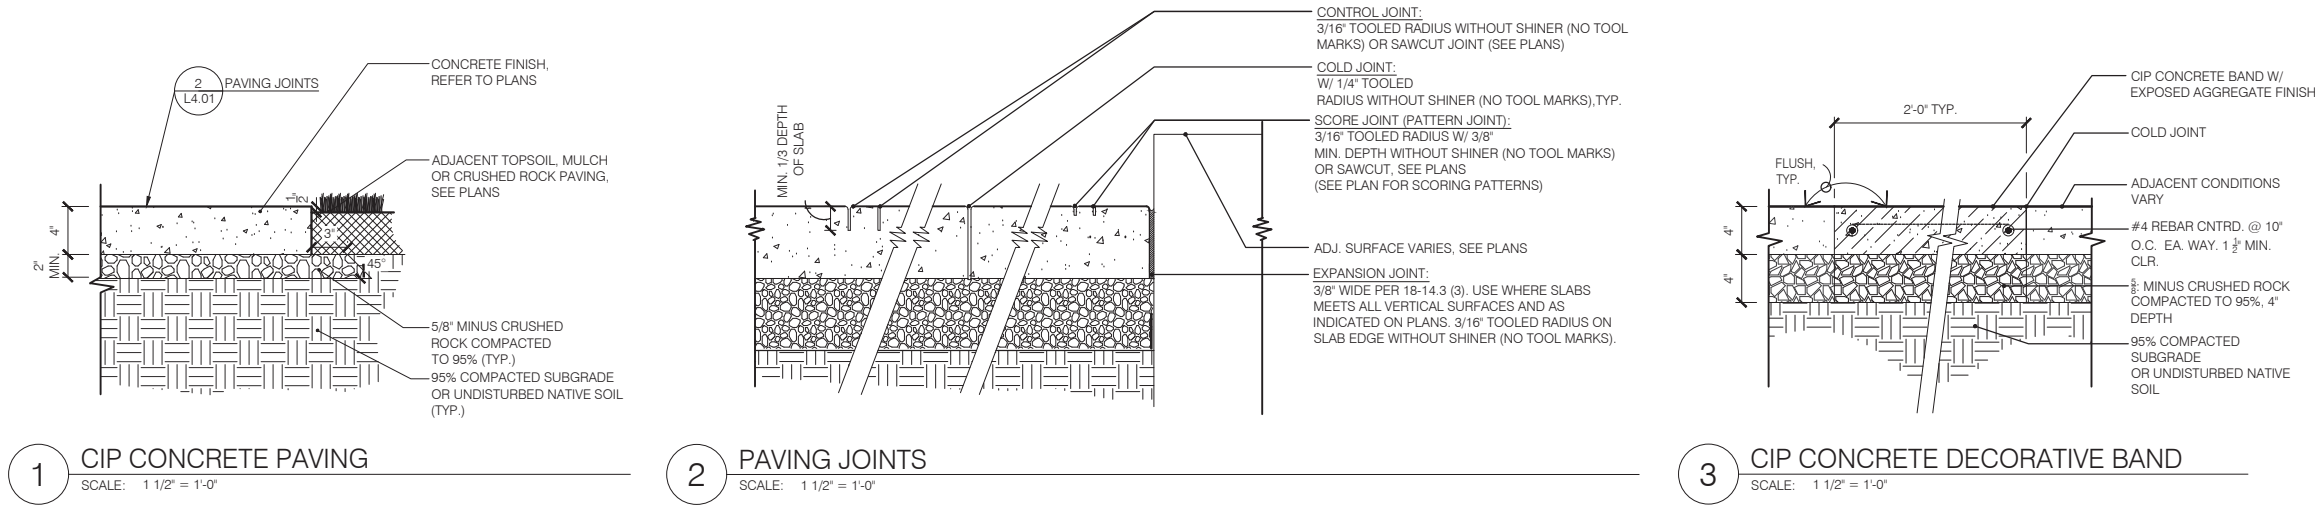 2
L4.01
PAVING JOINTS
CONCRETE FINISH,
REFER TO PLANS
ADJACENT TOPSOIL, MULCH
OR CRUSHED ROCK PAVING,
SEE PLANS
1/2"
3"
45°
4"
2"
MIN.
5/8" MINUS CRUSHED
ROCK COMPACTED
TO 95% (TYP.)
95% COMPACTED SUBGRADE
OR UNDISTURBED NATIVE SOIL
(TYP.)
1
CIP CONCRETE PAVING
SCALE: 1 1/2" = 1'-0"
MIN. 1/3 DEPTH
OF SLAB
CONTROL JOINT:
3/16" TOOLED RADIUS WITHOUT SHINER (NO TOOL
MARKS) OR SAWCUT JOINT (SEE PLANS)
COLD JOINT:
W/ 1/4" TOOLED
RADIUS WITHOUT SHINER (NO TOOL MARKS),TYP.
SCORE JOINT (PATTERN JOINT):
3/16" TOOLED RADIUS W/ 3/8"
MIN. DEPTH WITHOUT SHINER (NO TOOL MARKS)
OR SAWCUT, SEE PLANS
(SEE PLAN FOR SCORING PATTERNS)
ADJ. SURFACE VARIES, SEE PLANS
EXPANSION JOINT:
3/8" WIDE PER 18-14.3 (3). USE WHERE SLABS
MEETS ALL VERTICAL SURFACES AND AS
INDICATED ON PLANS. 3/16" TOOLED RADIUS ON
SLAB EDGE WITHOUT SHINER (NO TOOL MARKS).
2
PAVING JOINTS
SCALE: 1 1/2" = 1'-0"
2'-0" TYP.
FLUSH,
TYP.
4"
4"
CIP CONCRETE BAND W/
EXPOSED AGGREGATE FINISH
COLD JOINT
ADJACENT CONDITIONS
VARY
#4 REBAR CNTRD. @ 10"
O.C. EA. WAY. 1 1/2" MIN.
CLR.
MINUS CRUSHED ROCK
COMPACTED TO 95%, 4"
DEPTH
95% COMPACTED
SUBGRADE
OR UNDISTURBED NATIVE
SOIL
3
CIP CONCRETE DECORATIVE BAND
SCALE: 1 1/2" = 1'-0"